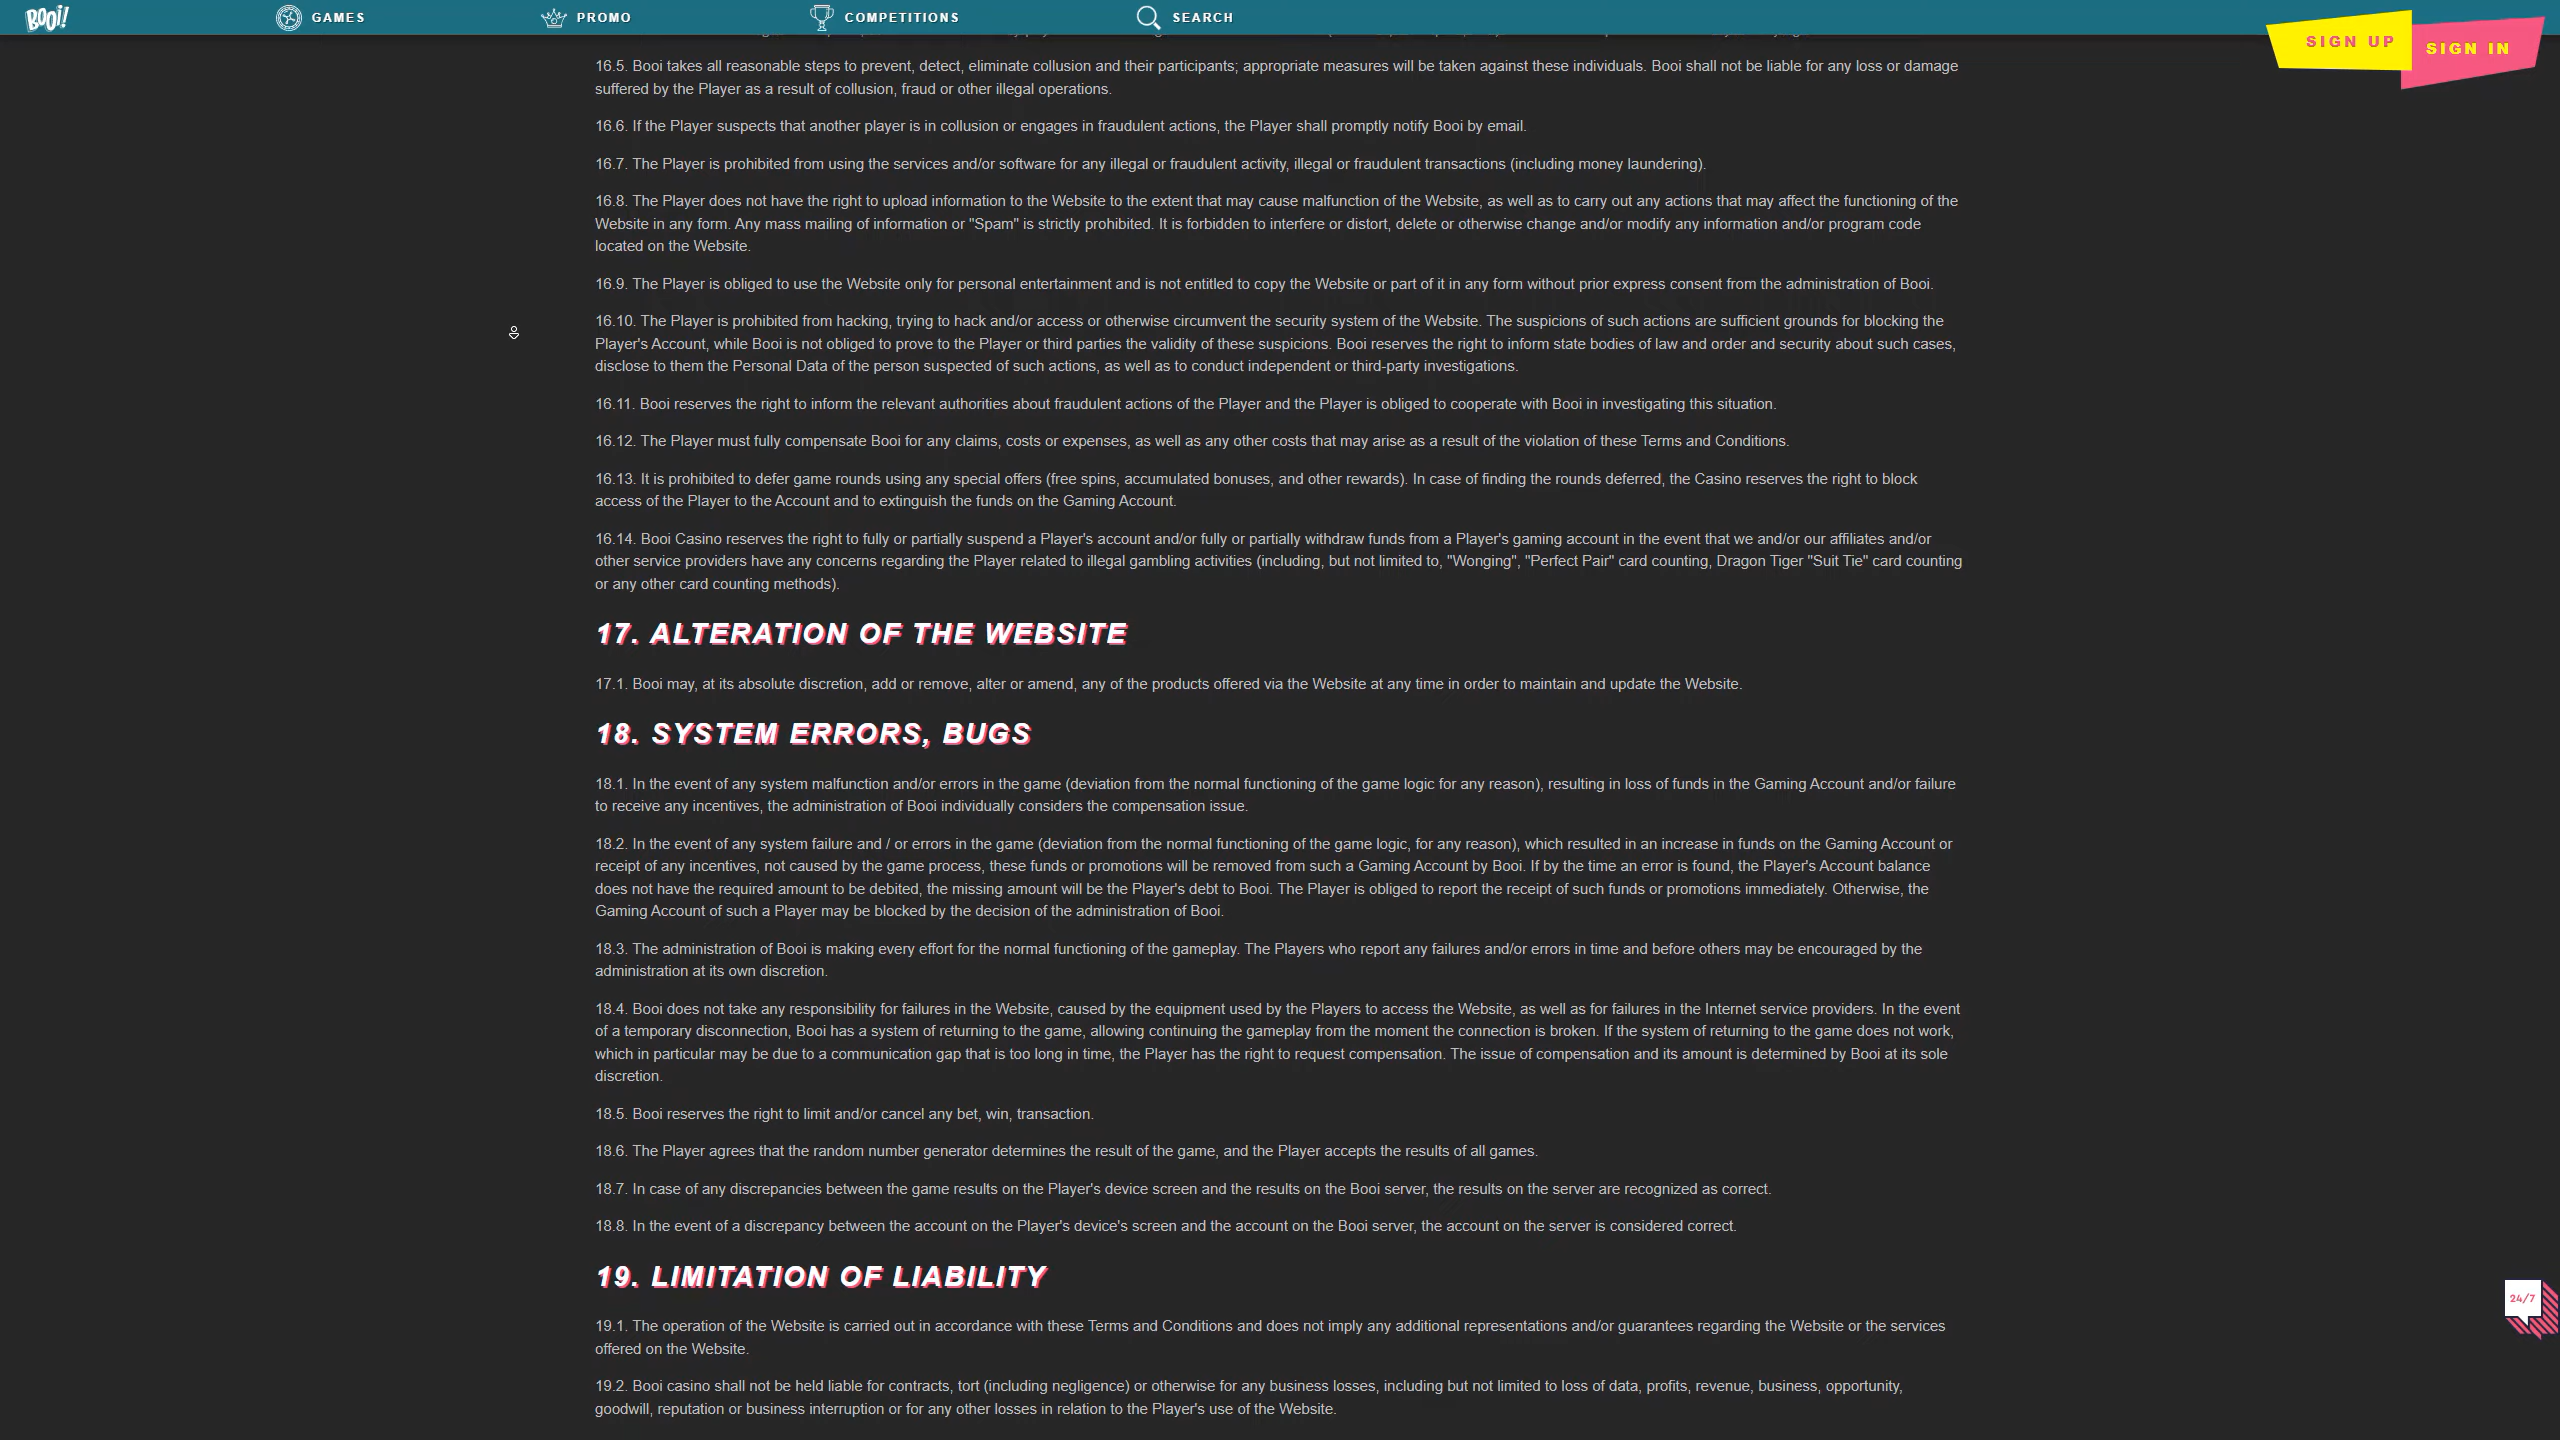 BOOI!
GAMES
PROMO
COMPETITIONS
SEARCH
SIGN UP
SIGN IN
16.5. Booi takes all reasonable steps to prevent, detect, eliminate collusion and their participants; appropriate measures will be taken against these individuals. Booi shall not be liable for any loss or damage
suffered by the Player as a result of collusion, fraud or other illegal operations.
16.6. If the Player suspects that another player is in collusion or engages in fraudulent actions, the Player shall promptly notify Booi by email.
16.7. The Player is prohibited from using the services and/or software for any illegal or fraudulent activity, illegal or fraudulent transactions (including money laundering).
16.8. The Player does not have the right to upload information to the Website to the extent that may cause malfunction of the Website, as well as to carry out any actions that may affect the functioning of the
Website in any form. Any mass mailing of information or "Spam" is strictly prohibited. It is forbidden to interfere or distort, delete or otherwise change and/or modify any information and/or program code
located on the Website.
16.9. The Player is obliged to use the Website only for personal entertainment and is not entitled to copy the Website or part of it in any form without prior express consent from the administration of Booi.
16.10. The Player is prohibited from hacking, trying to hack and/or access or otherwise circumvent the security system of the Website. The suspicions of such actions are sufficient grounds for blocking the
Player's Account, while Booi is not obliged to prove to the Player or third parties the validity of these suspicions. Booi reserves the right to inform state bodies of law and order and security about such cases,
disclose to them the Personal Data of the person suspected of such actions, as well as to conduct independent or third-party investigations.
16.11. Booi reserves the right to inform the relevant authorities about fraudulent actions of the Player and the Player is obliged to cooperate with Booi in investigating this situation.
16.12. The Player must fully compensate Booi for any claims, costs or expenses, as well as any other costs that may arise as a result of the violation of these Terms and Conditions.
16.13. It is prohibited to defer game rounds using any special offers (free spins, accumulated bonuses, and other rewards). In case of finding the rounds deferred, the Casino reserves the right to block
access of the Player to the Account and to extinguish the funds on the Gaming Account.
16.14. Booi Casino reserves the right to fully or partially suspend a Player's account and/or fully or partially withdraw funds from a Player's gaming account in the event that we and/or our affiliates and/or
other service providers have any concerns regarding the Player related to illegal gambling activities (including, but not limited to, "Wonging", "Perfect Pair" card counting, Dragon Tiger "Suit Tie" card counting
or any other card counting methods).
17. ALTERATION OF THE WEBSITE
17.1. Booi may, at its absolute discretion, add or remove, alter or amend, any of the products offered via the Website at any time in order to maintain and update the Website.
18. SYSTEM ERRORS, BUGS
18.1. In the event of any system malfunction and/or errors in the game (deviation from the normal functioning of the game logic for any reason), resulting in loss of funds in the Gaming Account and/or failure
to receive any incentives, the administration of Booi individually considers the compensation issue.
18.2. In the event of any system failure and / or errors in the game (deviation from the normal functioning of the game logic, for any reason), which resulted in an increase in funds on the Gaming Account or
receipt of any incentives, not caused by the game process, these funds or promotions will be removed from such a Gaming Account by Booi. If by the time an error is found, the Player's Account balance
does not have the required amount to be debited, the missing amount will be the Player's debt to Booi. The Player is obliged to report the receipt of such funds or promotions immediately. Otherwise, the
Gaming Account of such a Player may be blocked by the decision of the administration of Booi.
18.3. The administration of Booi is making every effort for the normal functioning of the gameplay. The Players who report any failures and/or errors in time and before others may be encouraged by the
administration at its own discretion.
18.4. Booi does not take any responsibility for failures in the Website, caused by the equipment used by the Players to access the Website, as well as for failures in the Internet service providers. In the event
of a temporary disconnection, Booi has a system of returning to the game, allowing continuing the gameplay from the moment the connection is broken. If the system of returning to the game does not work,
which in particular may be due to a communication gap that is too long in time, the Player has the right to request compensation. The issue of compensation and its amount is determined by Booi at its sole
discretion.
18.5. Booi reserves the right to limit and/or cancel any bet, win, transaction.
18.6. The Player agrees that the random number generator determines the result of the game, and the Player accepts the results of all games.
18.7. In case of any discrepancies between the game results on the Player's device screen and the results on the Booi server, the results on the server are recognized as correct.
18.8. In the event of a discrepancy between the account on the Player's device's screen and the account on the Booi server, the account on the server is considered correct.
19. LIMITATION OF LIABILITY
24/7
19.1. The operation of the Website is carried out in accordance with these Terms and Conditions and does not imply any additional representations and/or guarantees regarding the Website or the services
offered on the Website.
19.2. Booi casino shall not be held liable for contracts, tort (including negligence) or otherwise for any business losses, including but not limited to loss of data, profits, revenue, business, opportunity,
goodwill, reputation or business interruption or for any other losses in relation to the Player's use of the Website.